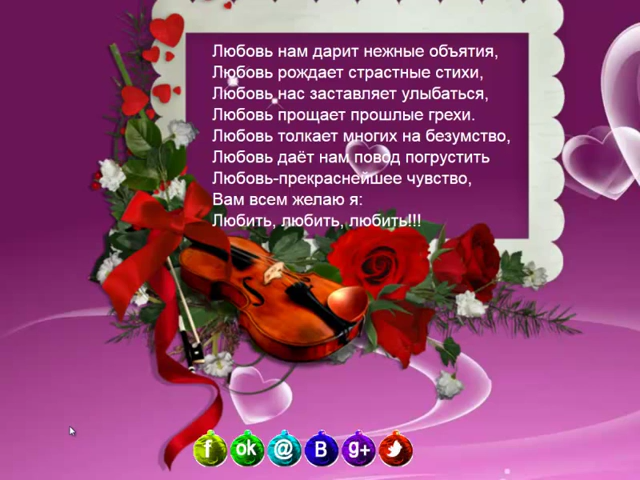 Любовь нам дарит нежные объятия,
Любовь рождает страстные стихи,
Любовь нас заставляет улыбаться,
Любовь прощает прошлые грехи.
Любовь толкает многих на безумство,
Любовь даёт нам повод погрустить
Любовь-прекраснейшее чувство,
Вам всем желаю я:
Любить, любить, любить!!!
f ok @ B g+